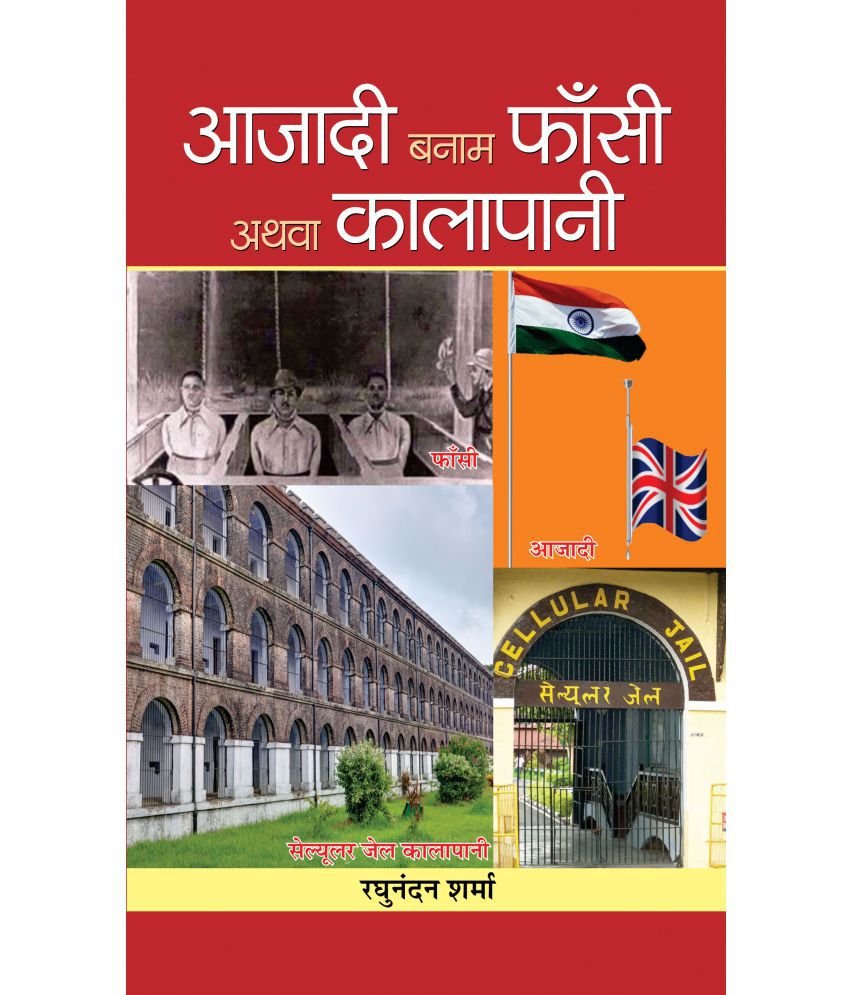 आजादी बनाम फाँसी
अथवा कालापानी
फाँसी
आजादी
CELLULAR JAIL
सेल्यूलर जेल
सेल्यूलर जेल कालापानी
रघुनंदन शर्मा